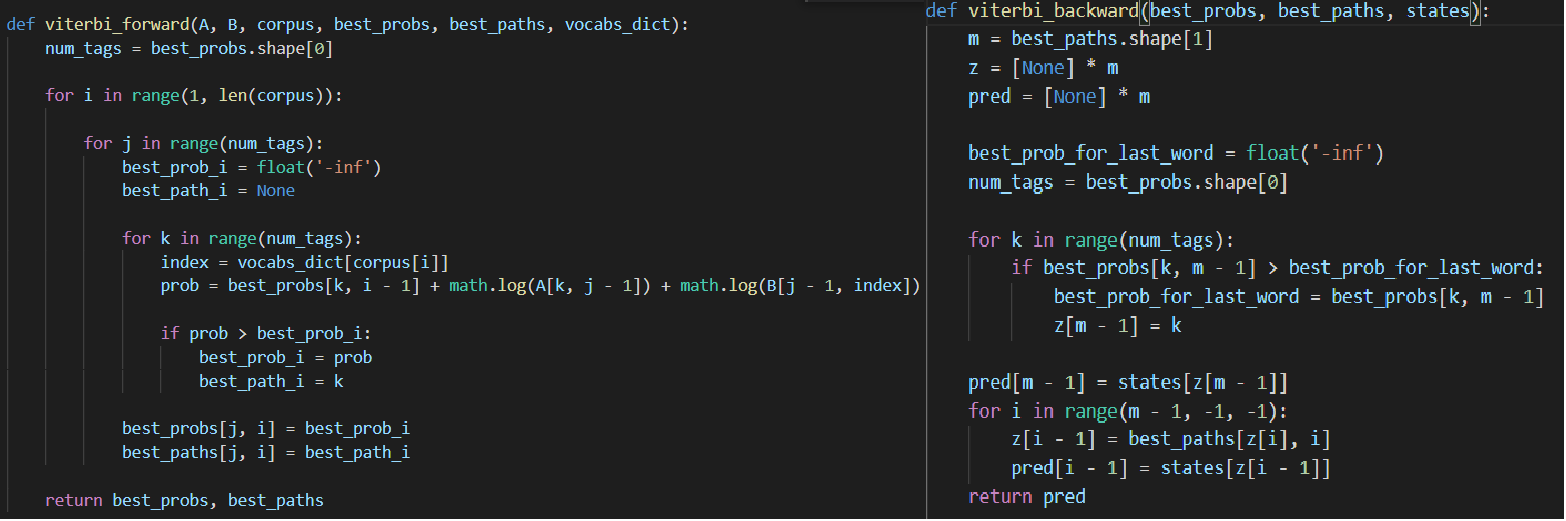 def viterbi_forward(A, B, corpus, best_probs, best_paths, vocabs_dict):
    num_tags = best_probs.shape[0]

    for i in range(1, len(corpus)):

        for j in range(num_tags):
            best_prob_i = float('-inf')
            best_path_i = None

            for k in range(num_tags):
                index = vocabs_dict[corpus[i]]
                prob = best_probs[k, i - 1] + math.log(A[k, j - 1]) + math.log(B[j - 1, index])

                if prob > best_prob_i:
                    best_prob_i = prob
                    best_path_i = k

            best_probs[j, i] = best_prob_i
            best_paths[j, i] = best_path_i

    return best_probs, best_paths

def viterbi_backward(best_probs, best_paths, states):
    m = best_paths.shape[1]
    z = [None] * m
    pred = [None] * m

    best_prob_for_last_word = float('-inf')
    num_tags = best_probs.shape[0]

    for k in range(num_tags):
        if best_probs[k, m - 1] > best_prob_for_last_word:
            best_prob_for_last_word = best_probs[k, m - 1]
            z[m - 1] = k

    pred[m - 1] = states[z[m - 1]]
    for i in range(m - 1, -1, -1):
        z[i - 1] = best_paths[z[i], i]
        pred[i - 1] = states[z[i - 1]]
    return pred